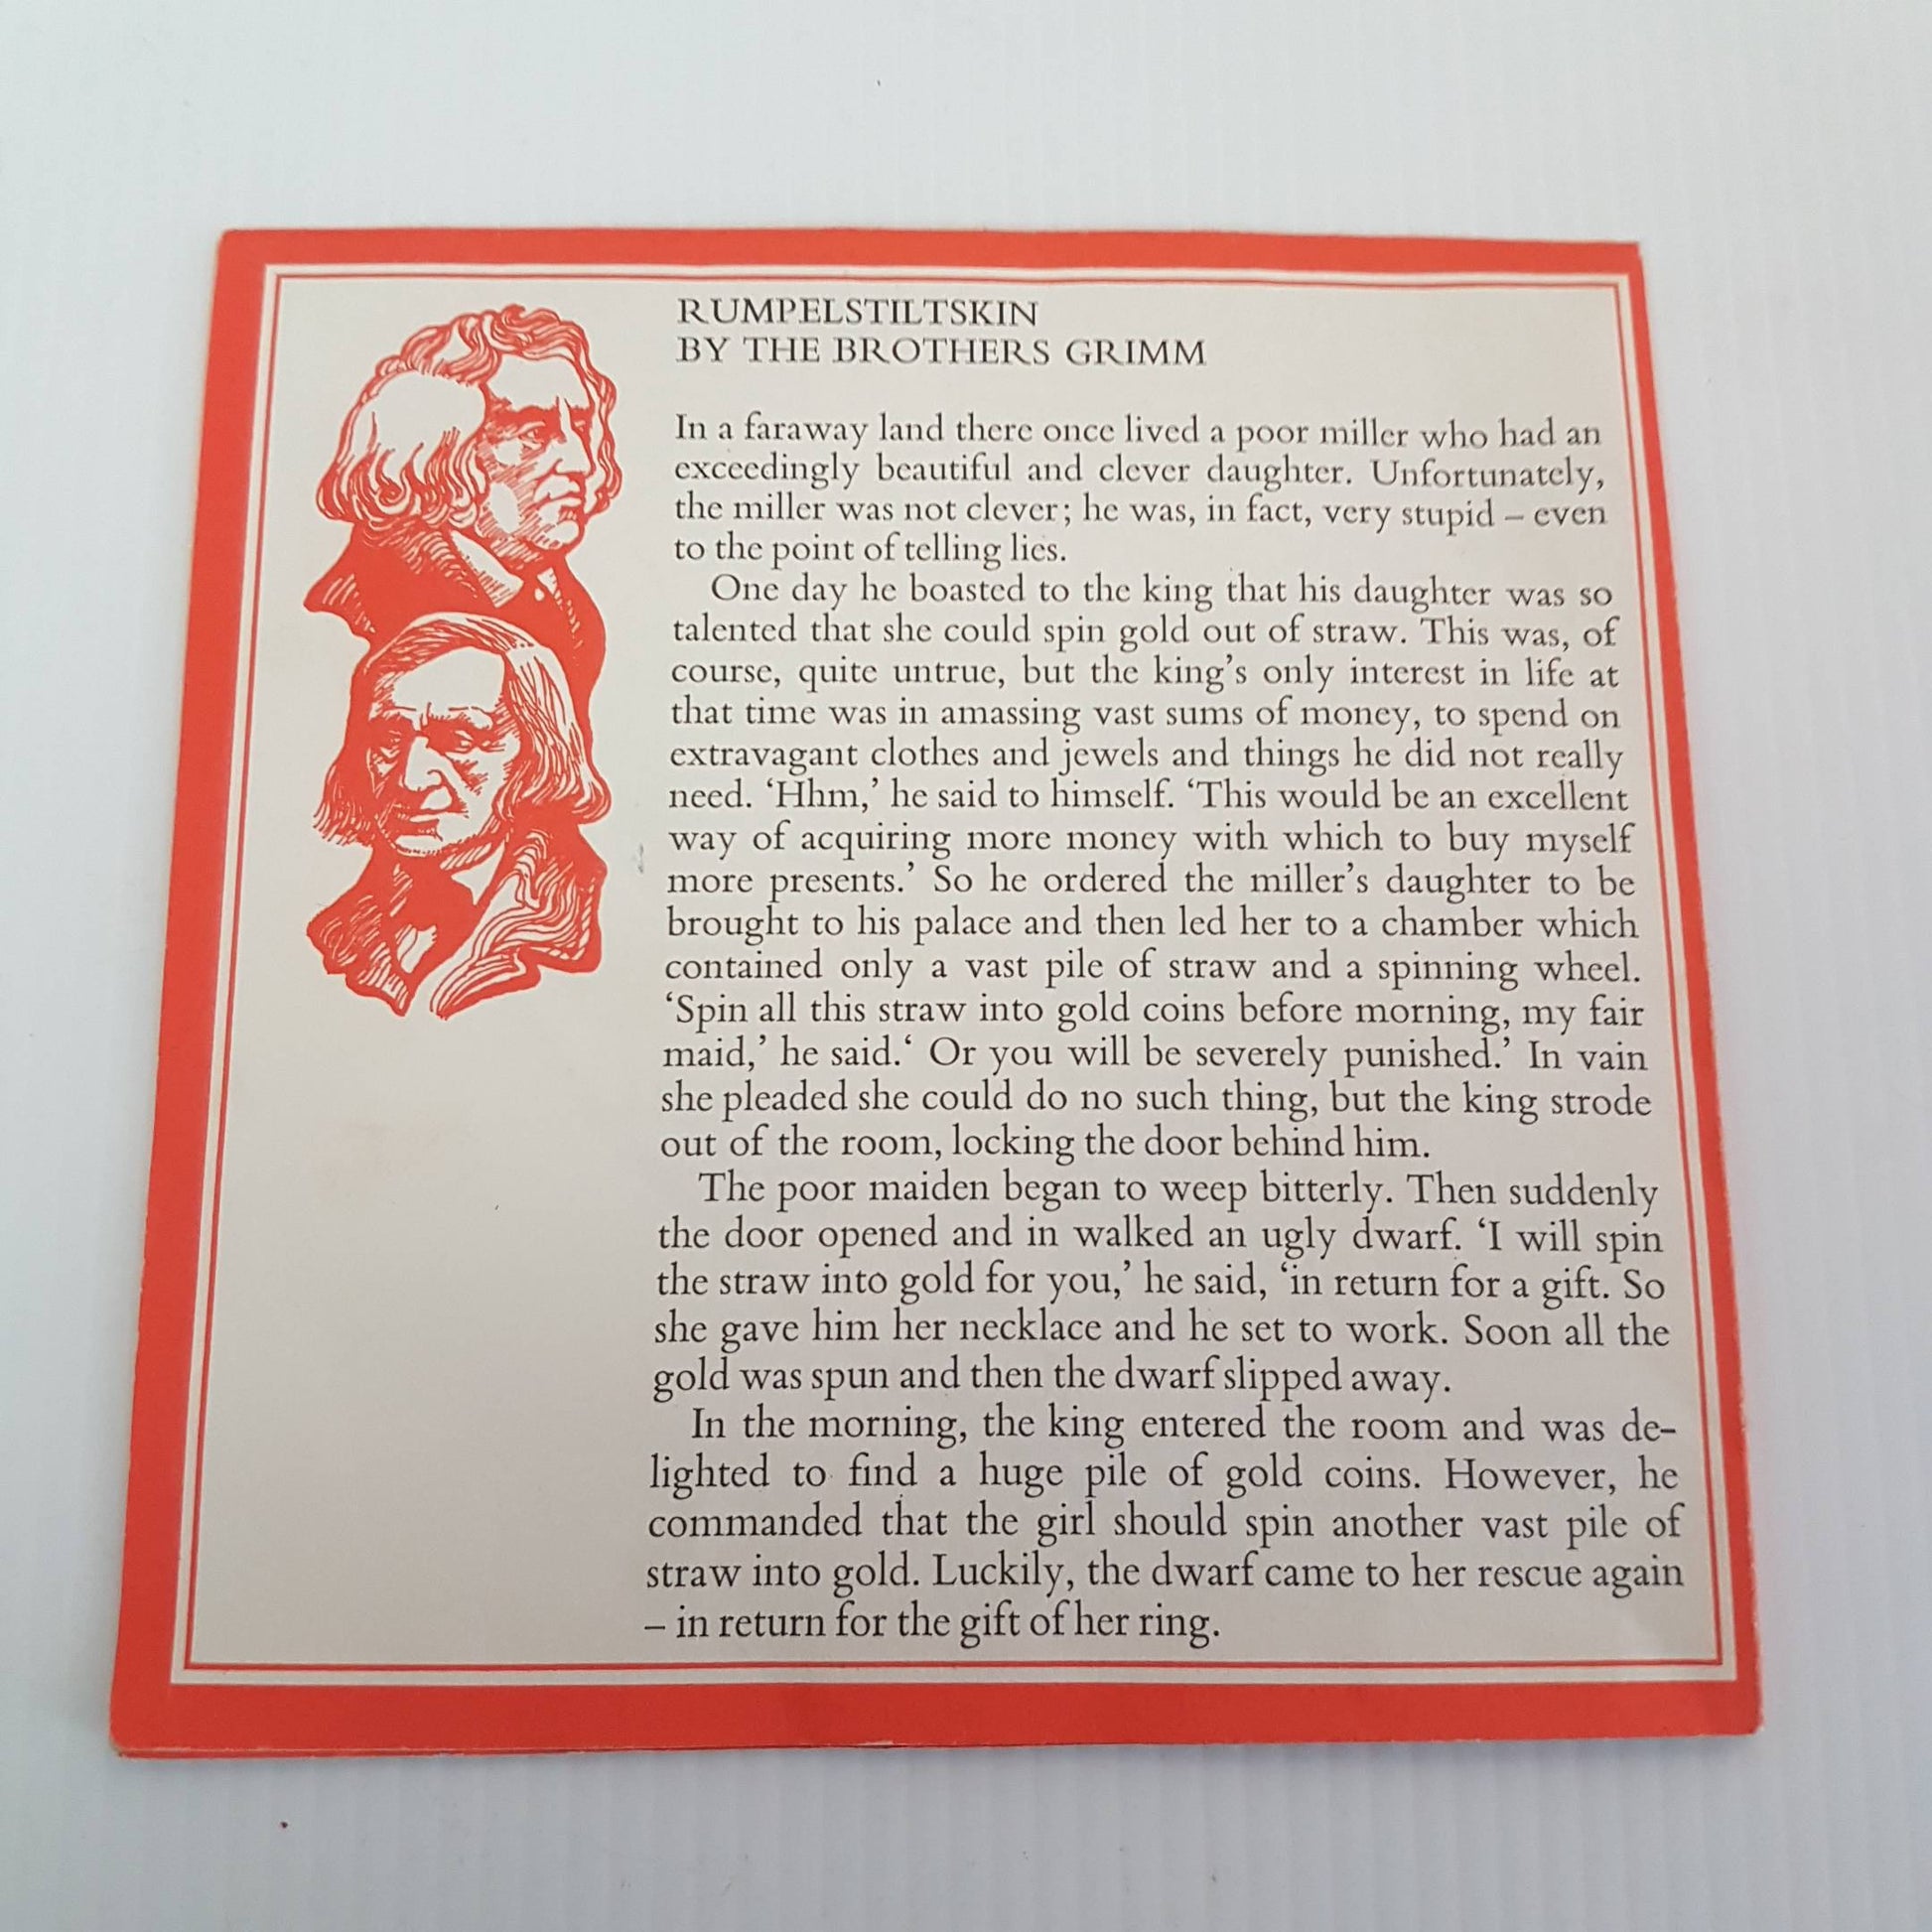 RUMPELSTILTSKIN
BY THE BROTHERS GRIMM
In a faraway land there once lived a poor miller who had an
exceedingly beautiful and clever daughter. Unfortunately,
the miller was not clever; he was, in fact, very stupid – even
to the point of telling lies.
One day he boasted to the king that his daughter was so
talented that she could spin gold out of straw. This was, of
course, quite untrue, but the king’s only interest in life at
that time was in amassing vast sums of money, to spend on
extravagant clothes and jewels and things he did not really
need. ‘Hhm,’ he said to himself. ‘This would be an excellent
way of acquiring more money with which to buy myself
more presents.’ So he ordered the miller’s daughter to be
brought to his palace and then led her to a chamber which
contained only a vast pile of straw and a spinning wheel.
‘Spin all this straw into gold coins before morning, my fair
maid,’ he said.‘ Or you will be severely punished.’ In vain
she pleaded she could do no such thing, but the king strode
out of the room, locking the door behind him.
The poor maiden began to weep bitterly. Then suddenly
the door opened and in walked an ugly dwarf. ‘I will spin
the straw into gold for you,’ he said, ‘in return for a gift. So
she gave him her necklace and he set to work. Soon all the
gold was spun and then the dwarf slipped away.
In the morning, the king entered the room and was de-
lighted to find a huge pile of gold coins. However, he
commanded that the girl should spin another vast pile of
straw into gold. Luckily, the dwarf came to her rescue again
– in return for the gift of her ring.